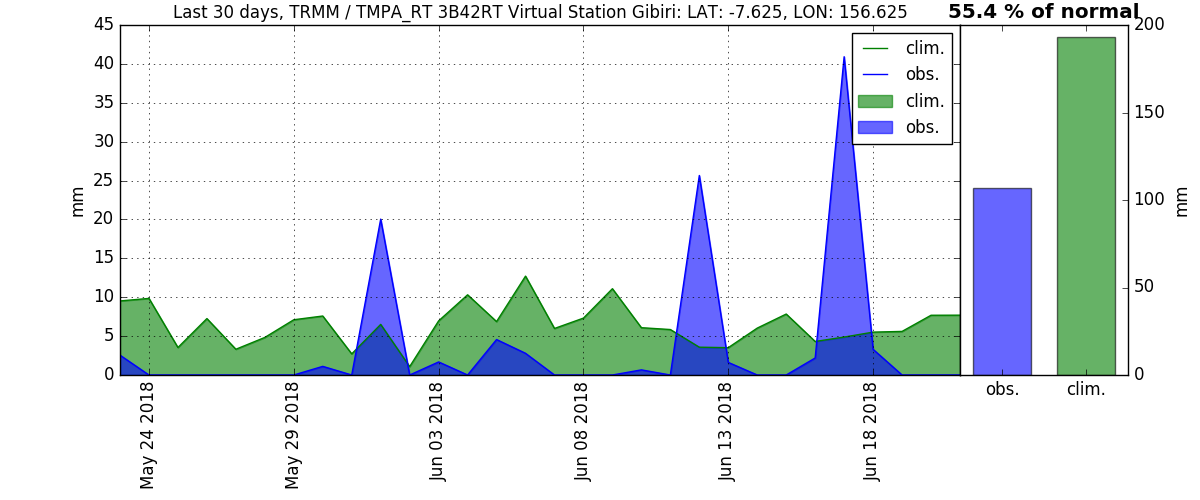 Last 30 days, TRMM / TMPA_RT 3B42RT Virtual Station Gibiri: LAT: -7.625, LON: 156.625
55.4 % of normal
45
40
35
30
25
20
15
10
5
0
mm
clim.
obs.
clim.
obs.
May 24 2018
May 29 2018
Jun 03 2018
Jun 08 2018
Jun 13 2018
Jun 18 2018
200
150
100
50
0
mm
obs.
clim.